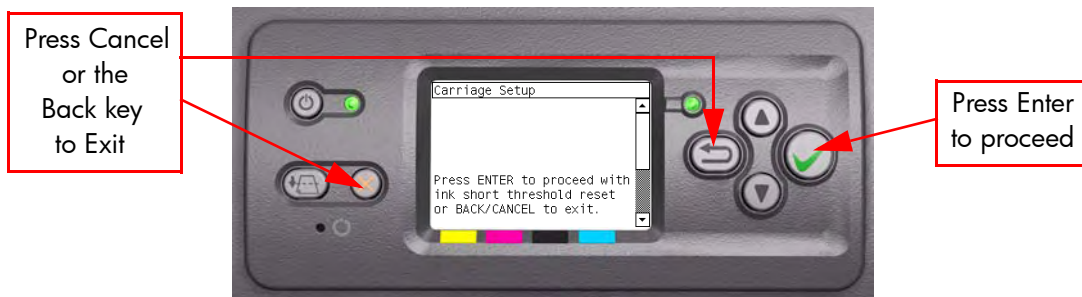 Press Cancel
or the
Back key
to Exit
Carriage Setup
Press ENTER to proceed with
ink short threshold reset
or BACK/CANCEL to exit.
Press Enter
to proceed